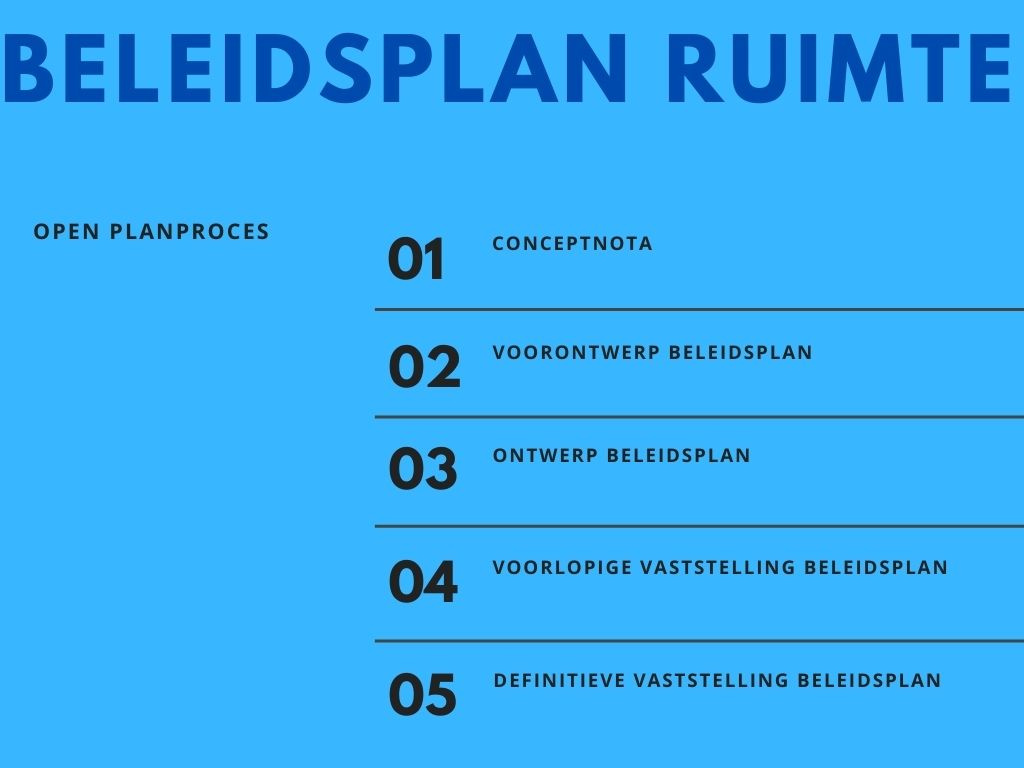 BELEIDSPLAN RUIMTE
OPEN PLANPROCES
01 CONCEPTNOTA
02 VOORONTWERP BELEIDSPLAN
03 ONTWERP BELEIDSPLAN
04 VOORLOPIGE VASTSTELLING BELEIDSPLAN
05 DEFINITIEVE VASTSTELLING BELEIDSPLAN